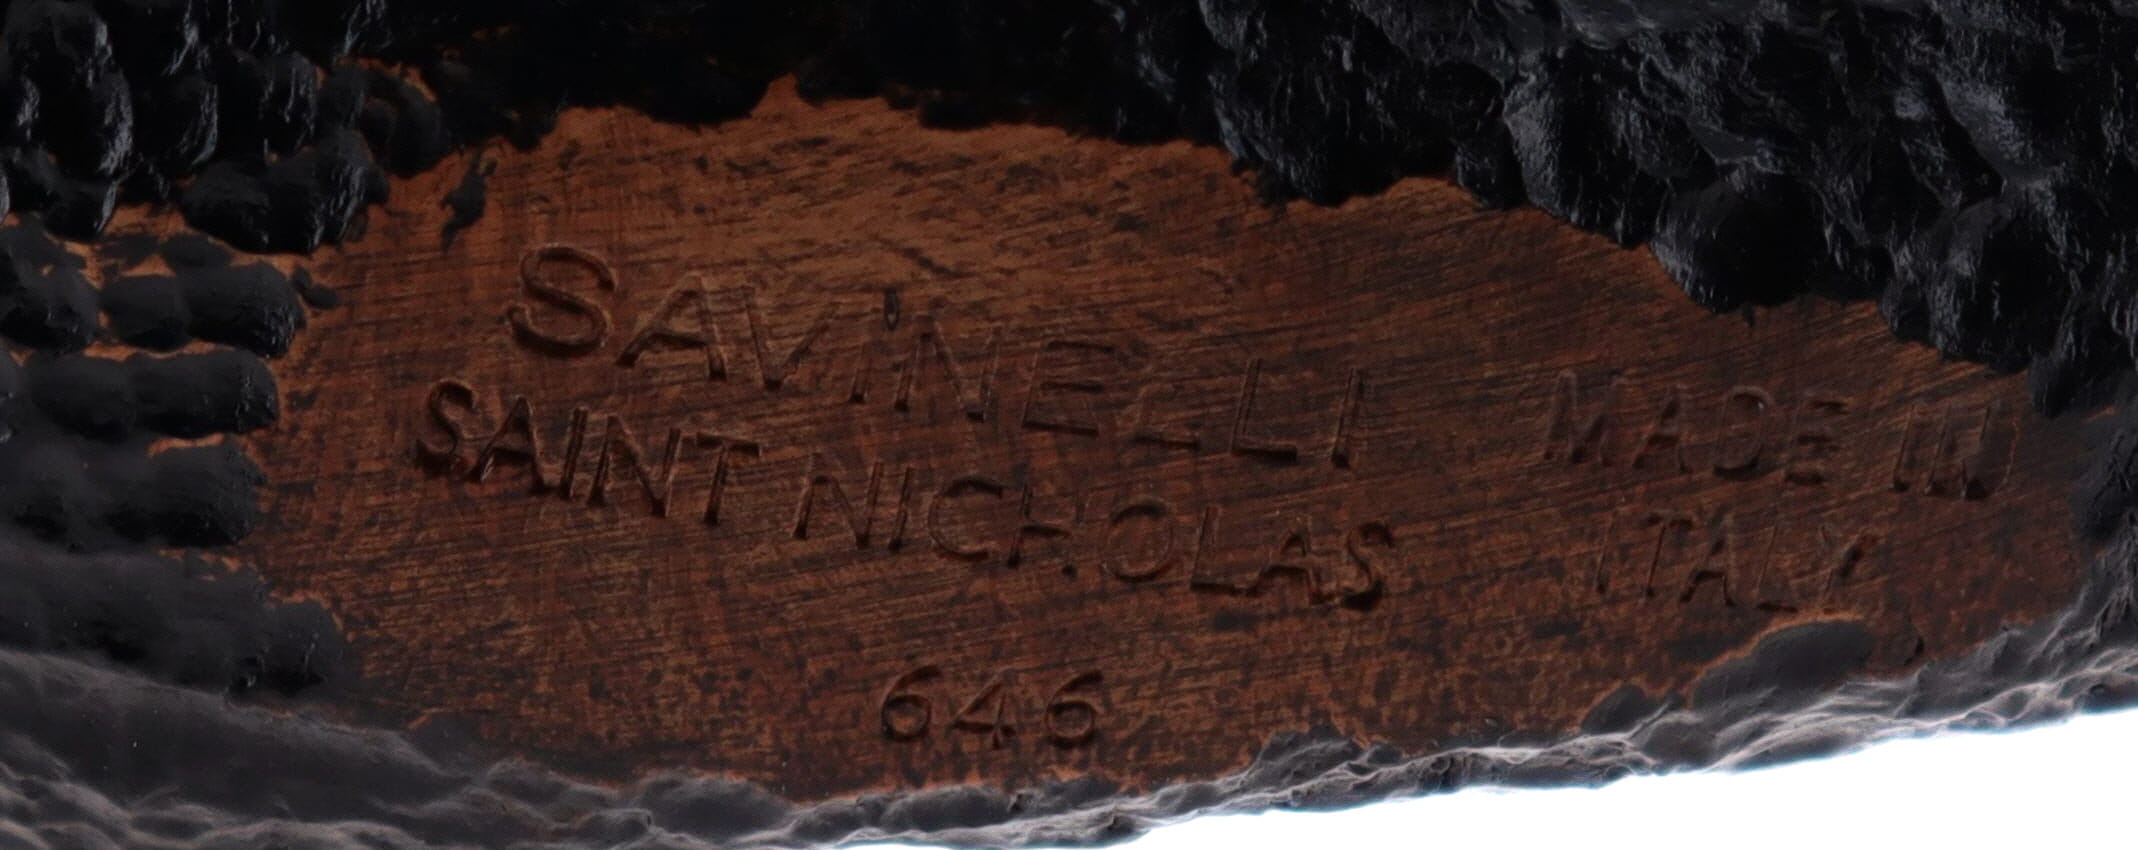 SAVINELLI
SAINT NICHOLAS
646
MADE IN
ITALY